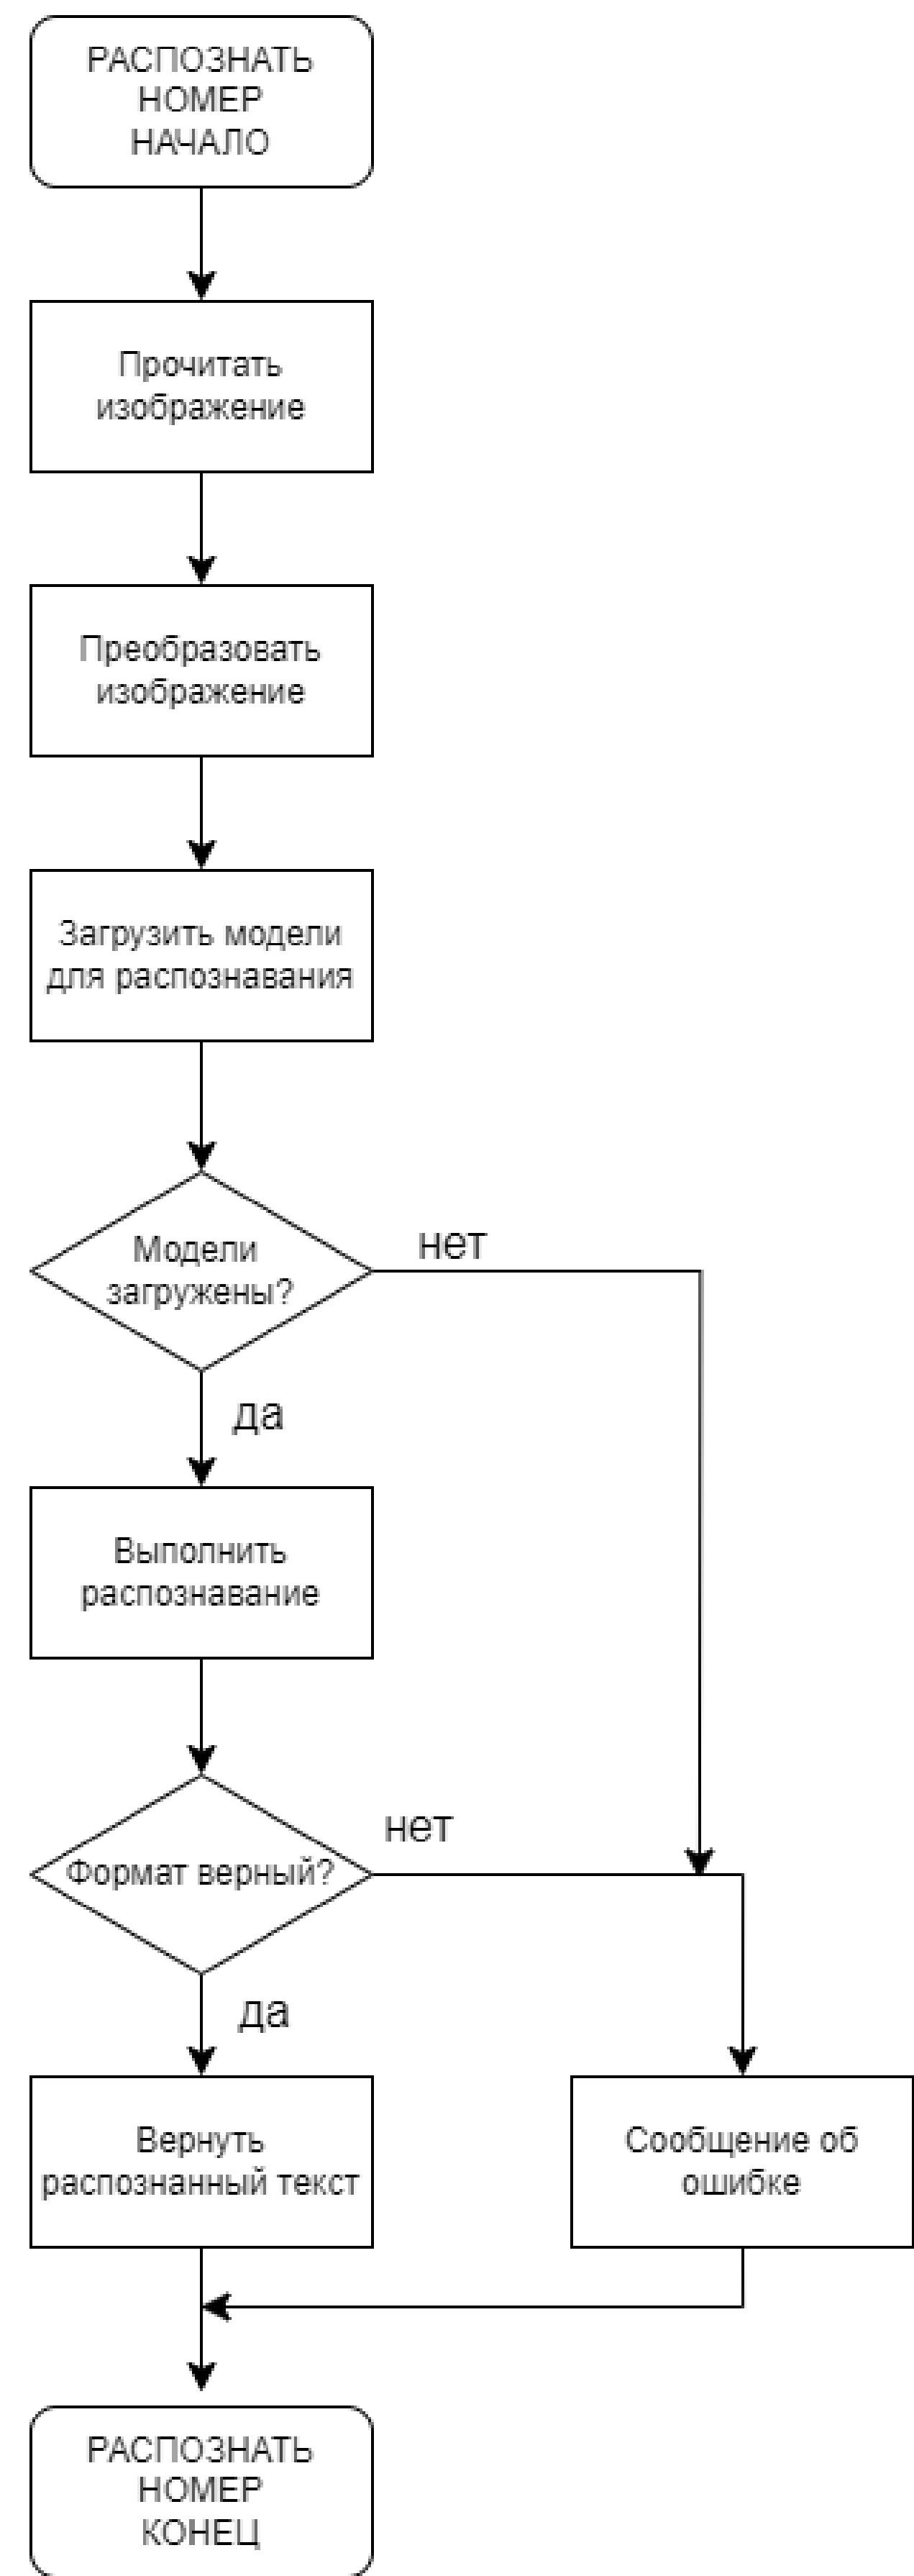 РАСПОЗНАТЬ
НОМЕР
НАЧАЛО
Прочитать
изображение
Преобразовать
изображение
Загрузить модели
для распознавания
Модели
загружены?
нет
да
Выполнить
распознавание
Формат верный?
нет
да
Вернуть
распознанный текст
Сообщение об
ошибке
РАСПОЗНАТЬ
НОМЕР
КОНЕЦ